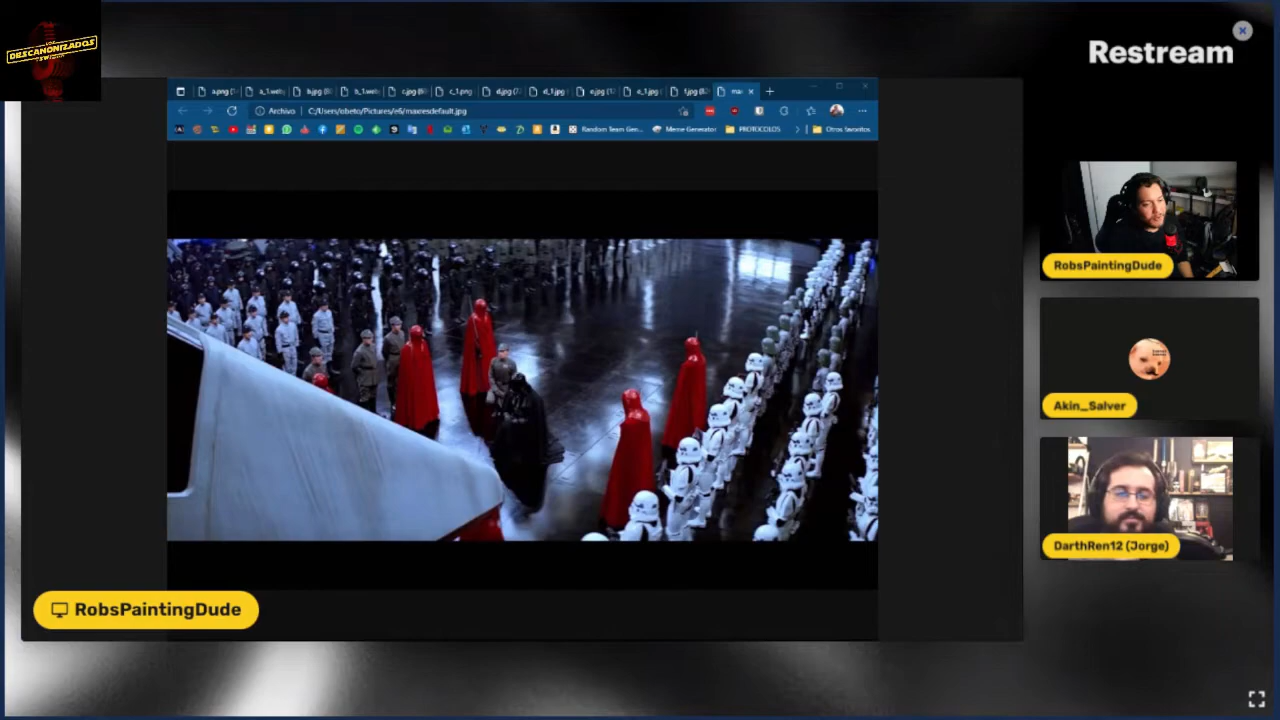 LOS
DESCANONIZADOS
Restream
Archivo
C:/Users/obeto/Pictures/e6/maxresdefault.jpg
Random Team Gen...
Meme Generator
PROTOCOLOS
Otros favoritos
RobsPaintingDude
Akin_Salver
DarthRen12 (Jorge)
RobsPaintingDude